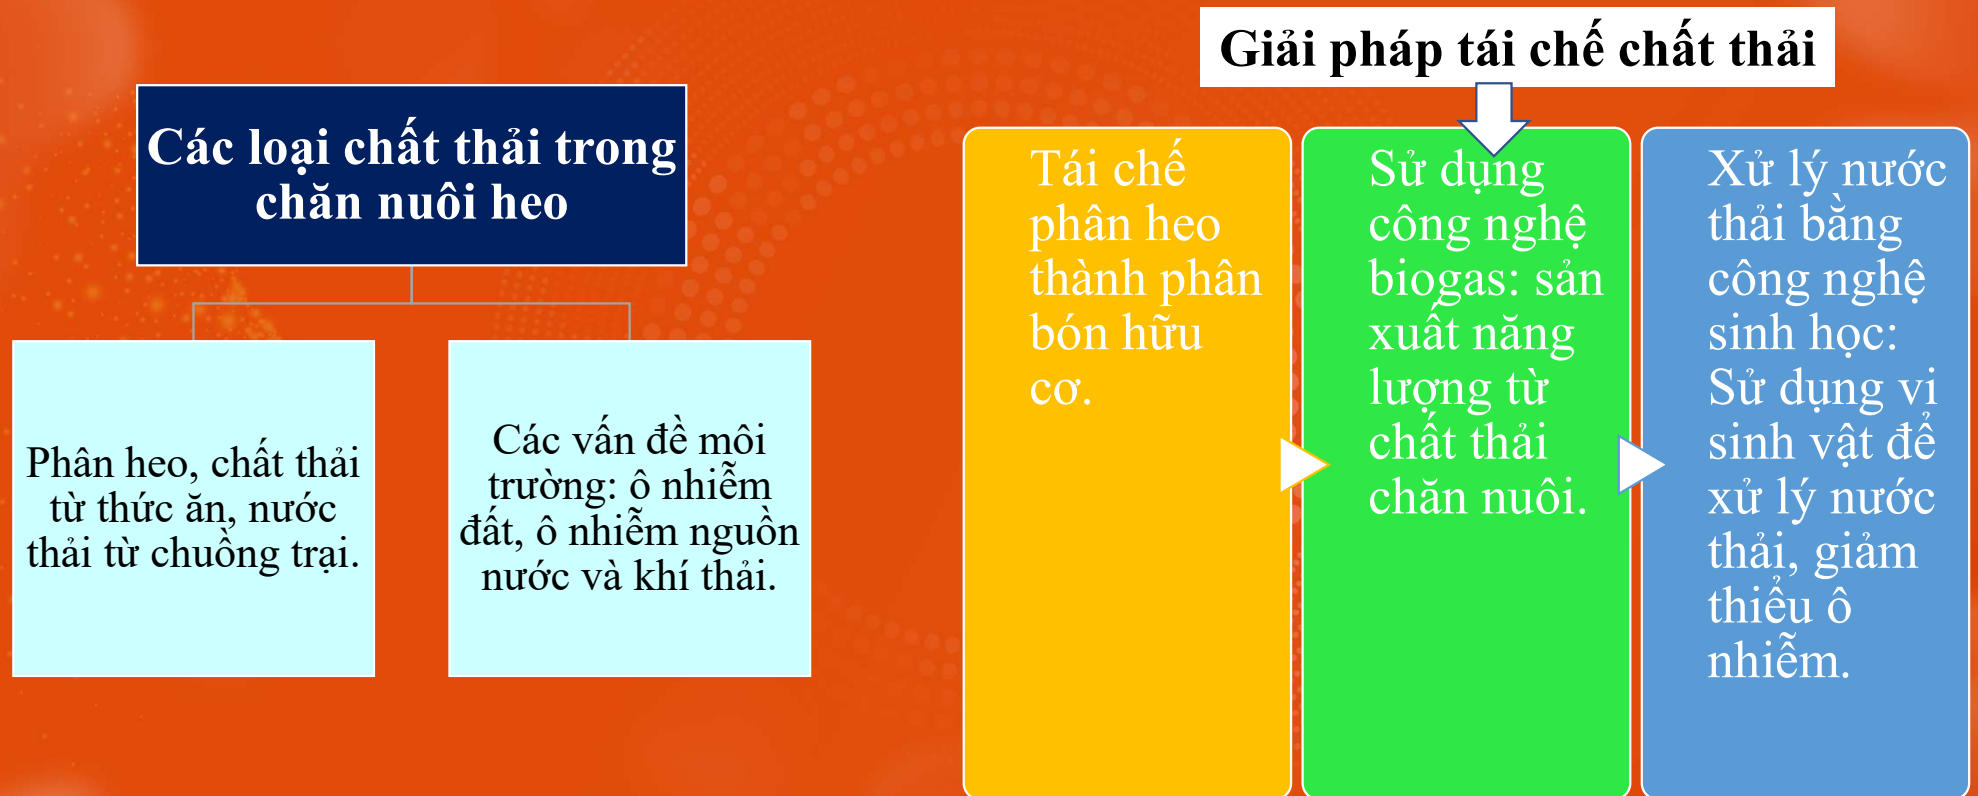 Các loại chất thải trong
chăn nuôi heo
Phân heo, chất thải
từ thức ăn, nước
thải từ chuồng trại.
Các vấn đề môi
trường: ô nhiễm
đất, ô nhiễm nguồn
nước và khí thải.
Giải pháp tái chế chất thải
Tái chế
phân heo
thành phân
bón hữu
cơ.
Sử dụng
công nghệ
biogas: sản
xuất năng
lượng từ
chất thải
chăn nuôi.
Xử lý nước
thải bằng
công nghệ
sinh học:
Sử dụng vi
sinh vật để
xử lý nước
thải, giảm
thiểu ô
nhiễm.